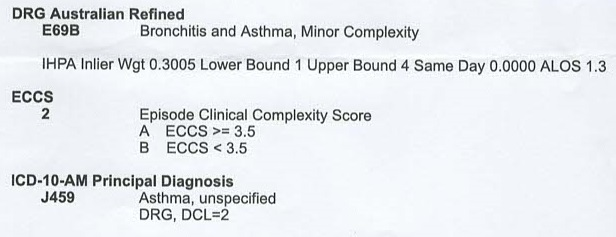 DRG Australian Refined
E69B Bronchitis and Asthma, Minor Complexity
IHPA Inlier Wgt 0.3005 Lower Bound 1 Upper Bound 4 Same Day 0.0000 ALOS 1.3
ECCS
2 Episode Clinical Complexity Score
A ECCS >= 3.5
B ECCS < 3.5
ICD-10-AM Principal Diagnosis
J459 Asthma, unspecified
DRG, DCL=2